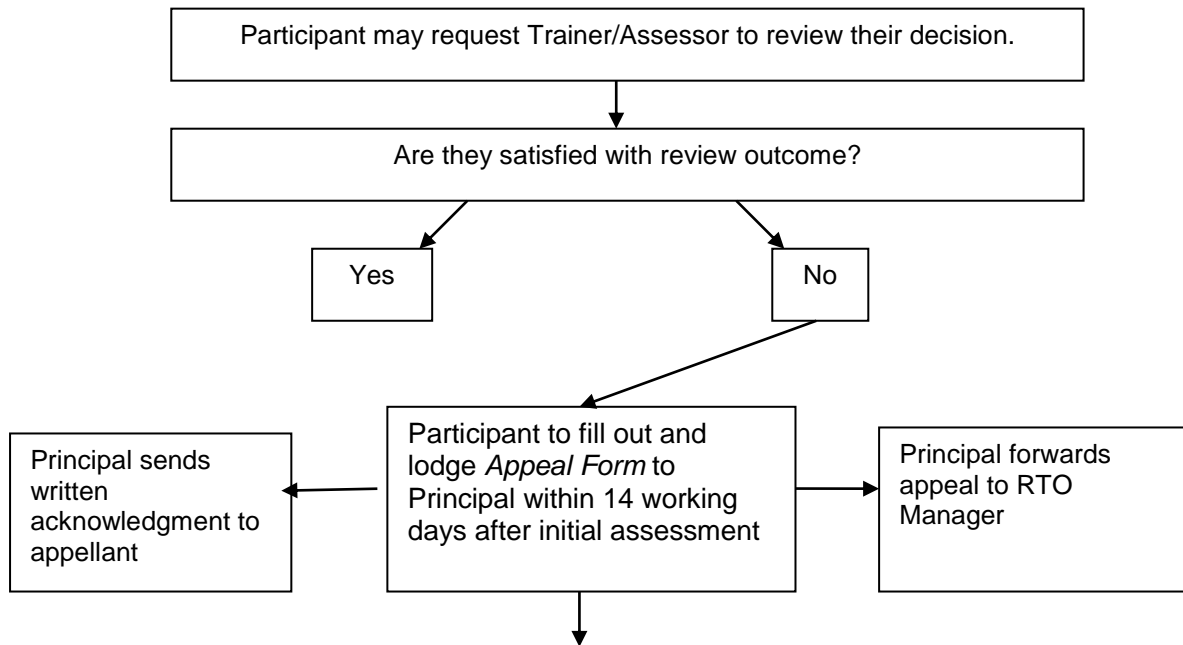 Participant may request Trainer/Assessor to review their decision.
Are they satisfied with review outcome?
Yes
No
Principal sends
written
acknowledgment to
appellant
Participant to fill out and
lodge Appeal Form to
Principal within 14 working
days after initial assessment
Principal forwards
appeal to RTO
Manager